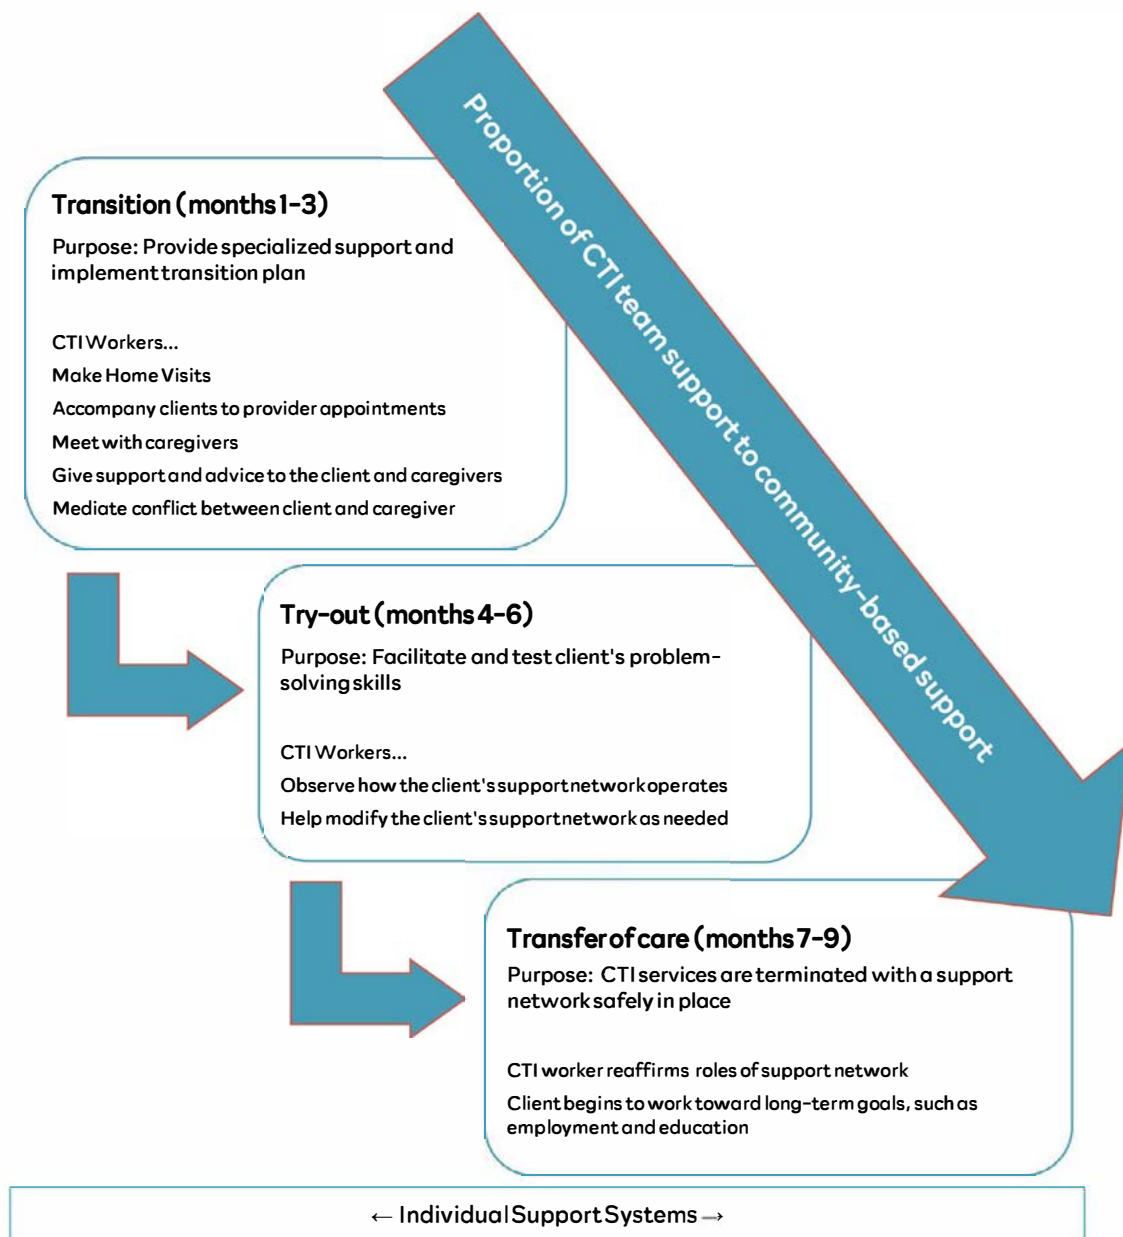 Proportion of CTI team support to community-based support
Transition (months 1-3)
Purpose: Provide specialized support and
implement transition plan
CTI Workers...
Make Home Visits
Accompany clients to provider appointments
Meet with caregivers
Give support and advice to the client and caregivers
Mediate conflict between client and caregiver
Try-out (months 4-6)
Purpose: Facilitate and test client's problem-
solving skills
CTI Workers...
Observe how the client's support network operates
Help modify the client's support network as needed
Transfer of care (months 7-9)
Purpose: CTI services are terminated with a support
network safely in place
CTI worker reaffirms roles of support network
Client begins to work toward long-term goals, such as
employment and education
← Individual Support Systems →